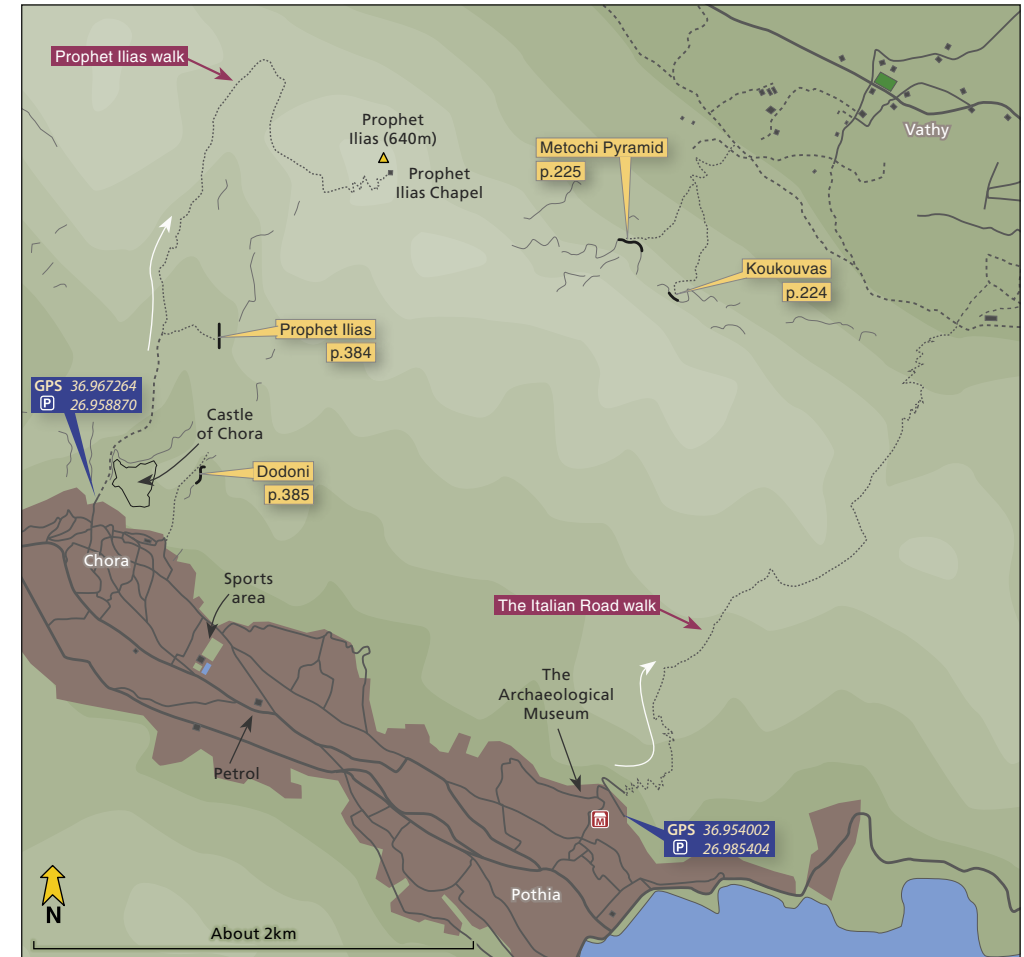 Prophet Ilias walk
Prophet
Ilias (640m)
Prophet
Ilias Chapel
Metochi Pyramid
p.225
Vathy
Koukouvas
p.224
Prophet Ilias
p.384
GPS 36.967264
P 26.958870
Castle
of Chora
Dodoni
p.385
Chora
Sports
area
The Italian Road walk
The
Archaeological
Museum
Petrol
M
GPS 36.954002
P 26.985404
Pothia
N
About 2km